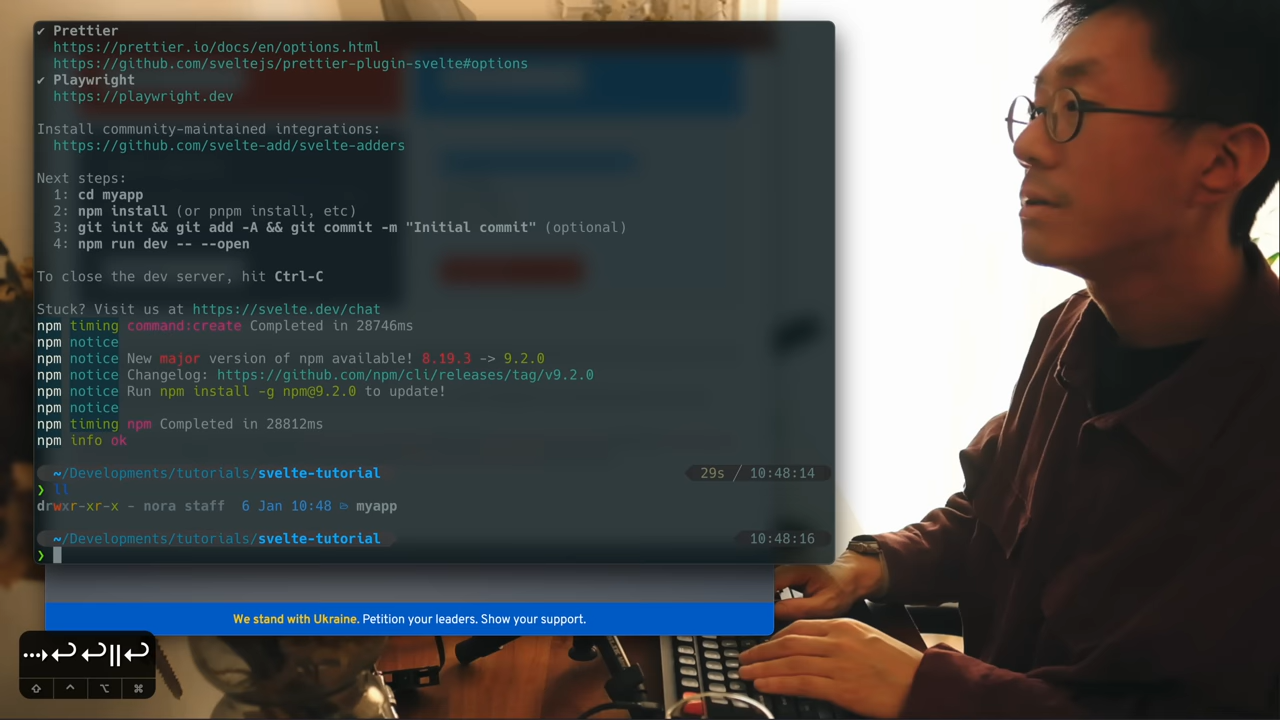 ✔ Prettier
https://prettier.io/docs/en/options.html
https://github.com/sveltejs/prettier-plugin-svelte#options
✔ Playwright
https://playwright.dev
Install community-maintained integrations:
https://github.com/svelte-add/svelte-adders
Next steps:
1: cd myapp
2: npm install (or pnpm install, etc)
3: git init && git add -A && git commit -m "Initial commit" (optional)
4: npm run dev -- --open
To close the dev server, hit Ctrl-C
Stuck? Visit us at https://svelte.dev/chat
npm timing command:create Completed in 28746ms
npm notice
npm notice New major version of npm available! 8.19.3 -> 9.2.0
npm notice Changelog: https://github.com/npm/cli/releases/tag/v9.2.0
npm notice Run npm install -g npm@9.2.0 to update!
npm notice
npm timing npm Completed in 28812ms
npm info ok
~/Developments/tutorials/svelte-tutorial 29s / 10:48:14
❯ ll
drwxr-xr-x - nora staff 6 Jan 10:48 myapp
~/Developments/tutorials/svelte-tutorial 10:48:16
❯
We stand with Ukraine. Petition your leaders. Show your support.